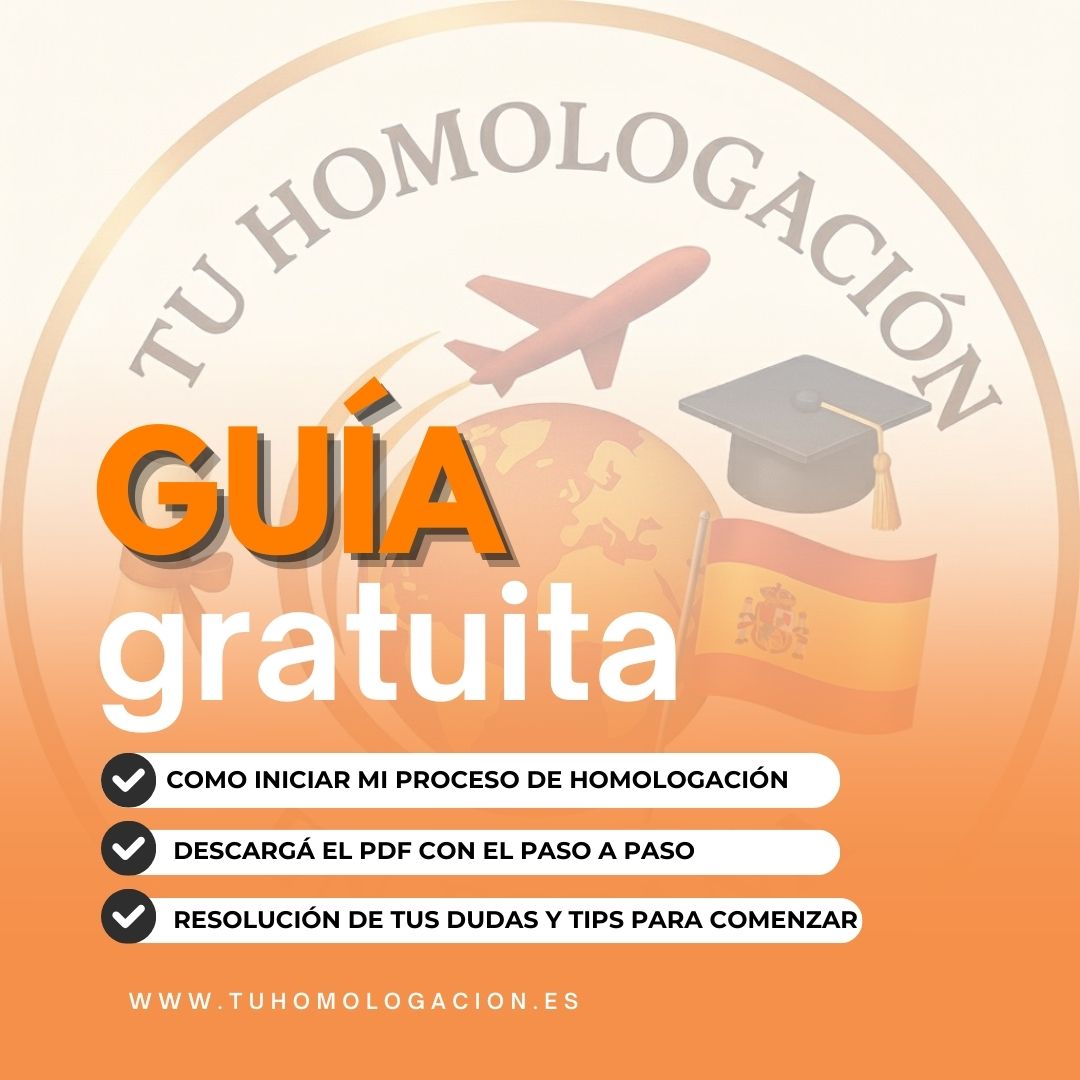 TU HOMOLOGACIÓN
GUÍA
gratuita
COMO INICIAR MI PROCESO DE HOMOLOGACIÓN
DESCARGÁ EL PDF CON EL PASO A PASO
RESOLUCIÓN DE TUS DUDAS Y TIPS PARA COMENZAR
WWW.TUHOMOLOGACION.ES